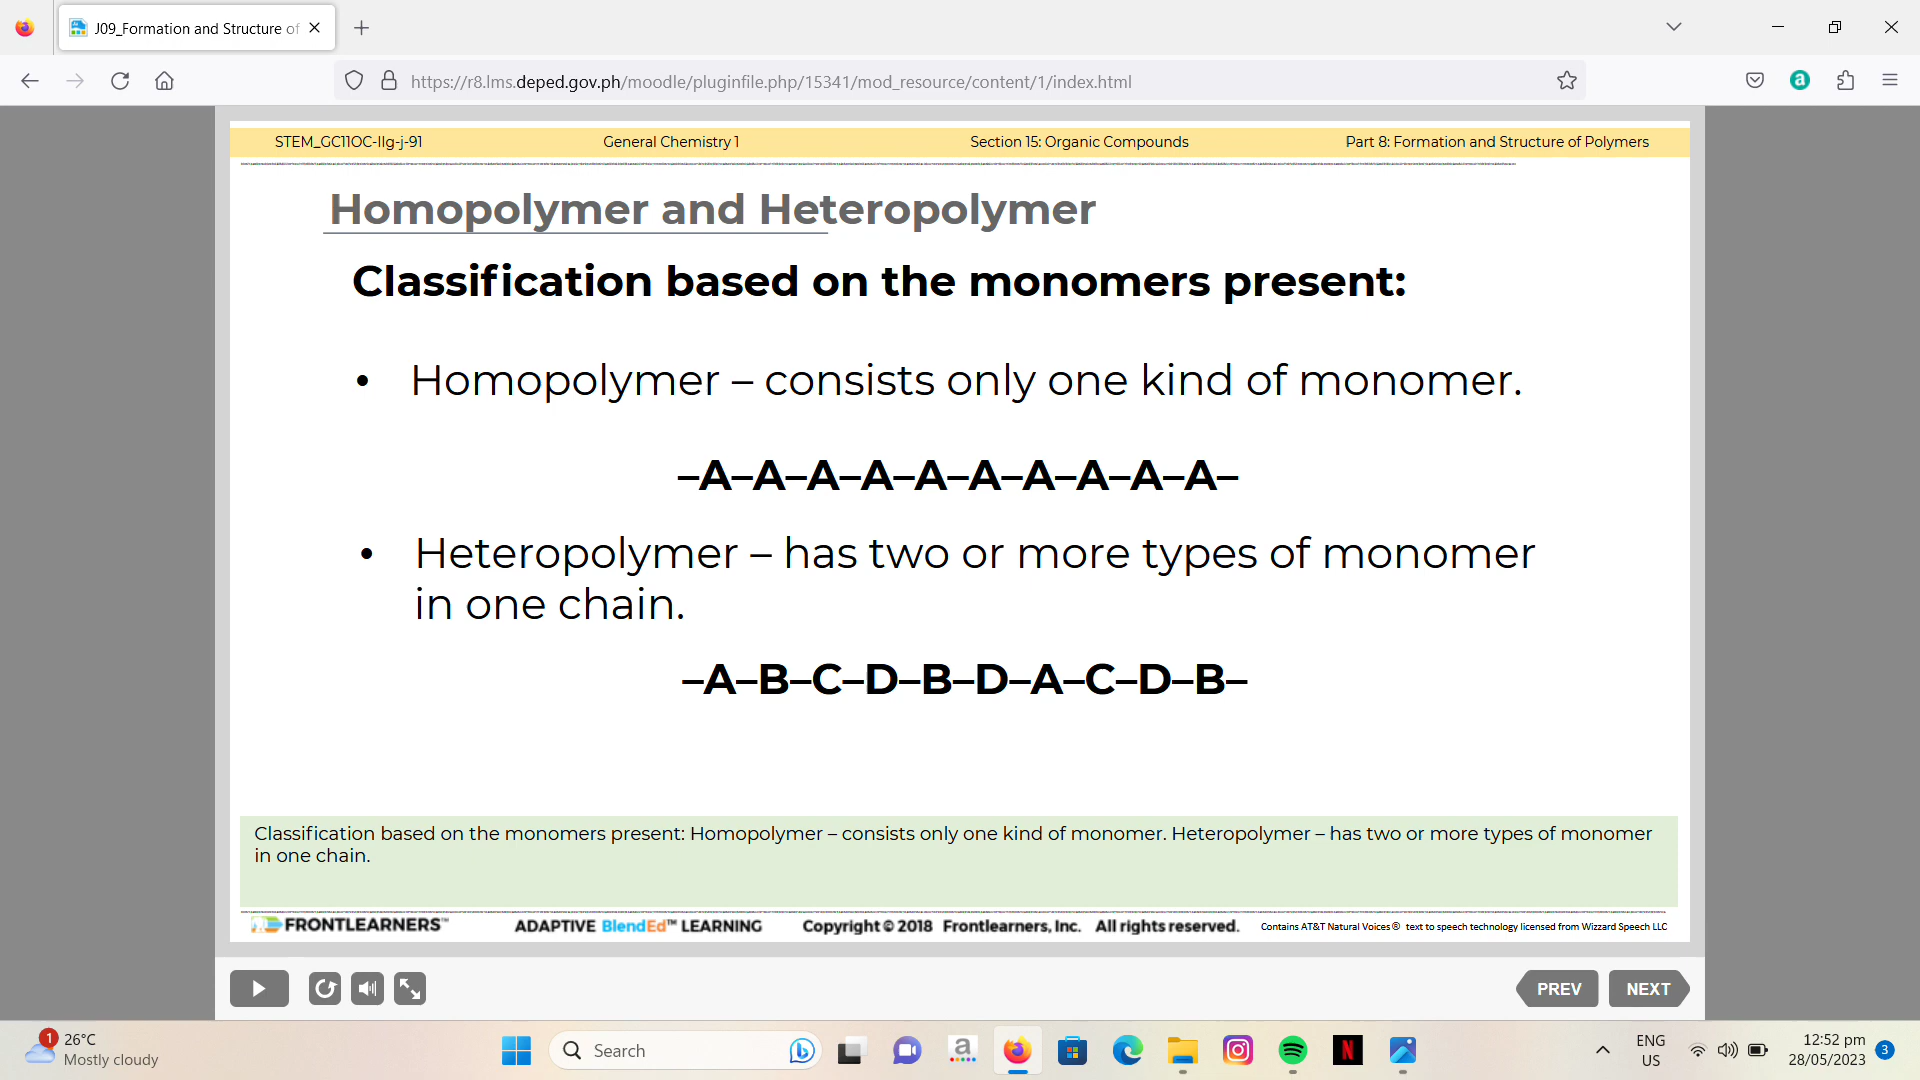 J09_Formation and Structure of
https://r8.lms.deped.gov.ph/moodle/pluginfile.php/15341/mod_resource/content/1/index.html
STEM_GC11OC-IIg-j-91 General Chemistry 1 Section 15: Organic Compounds Part 8: Formation and Structure of Polymers
Homopolymer and Heteropolymer
Classification based on the monomers present:
• Homopolymer – consists only one kind of monomer.
–A–A–A–A–A–A–A–A–A–A–
• Heteropolymer – has two or more types of monomer
in one chain.
–A–B–C–D–B–D–A–C–D–B–
Classification based on the monomers present: Homopolymer – consists only one kind of monomer. Heteropolymer – has two or more types of monomer
in one chain.
FRONTLEARNERS™ ADAPTIVE BlendEd™ LEARNING Copyright © 2018 Frontlearners, Inc. All rights reserved. Contains AT&T Natural Voices® text to speech technology licensed from Wizzard Speech LLC
PREV NEXT
1 26°C
Mostly cloudy
Search
ENG
US
12:52 pm
28/05/2023
3